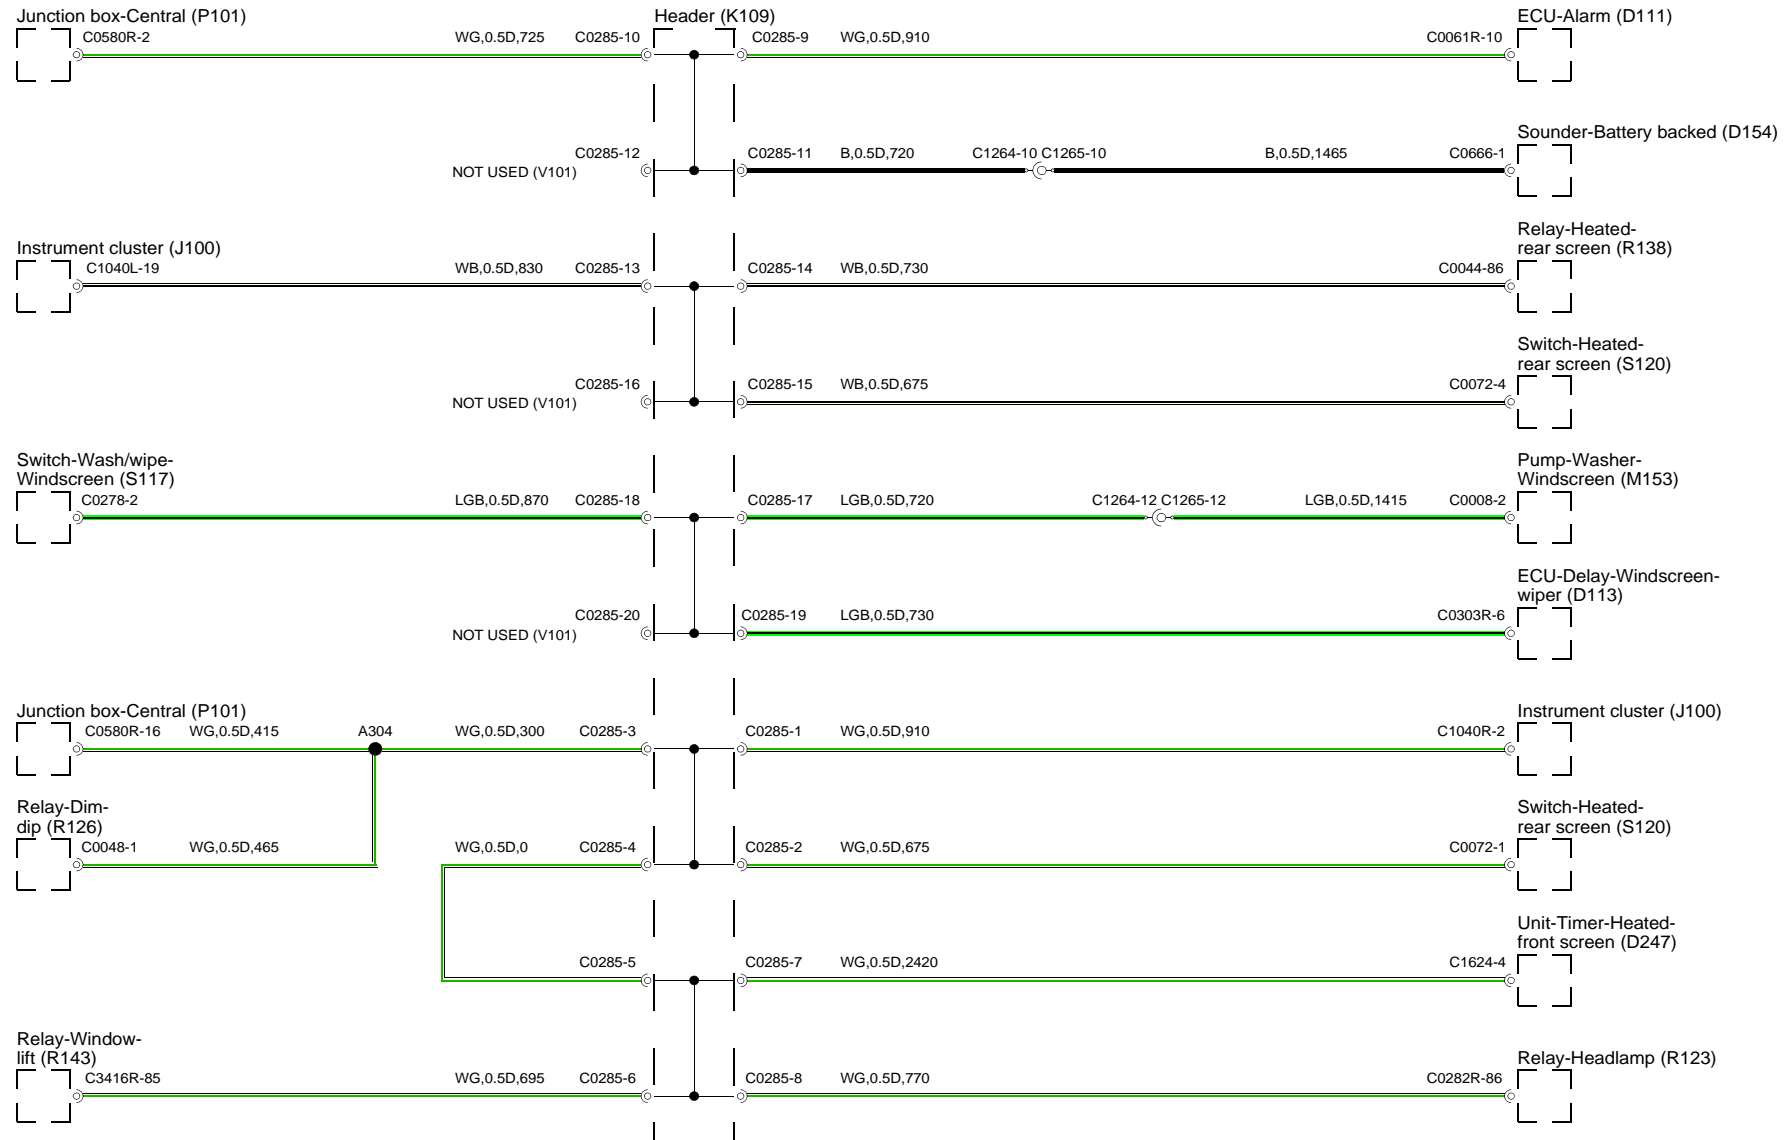 Junction box-Central (P101)
Header (K109)
ECU-Alarm (D111)
C0580R-2 WG,0.5D,725 C0285-10 C0285-9 WG,0.5D,910 C0061R-10
Sounder-Battery backed (D154)
C0285-12 C0285-11 B,0.5D,720 C1264-10 C1265-10 B,0.5D,1465 C0666-1
NOT USED (V101)
Instrument cluster (J100)
Relay-Heated-
rear screen (R138)
C1040L-19 WB,0.5D,830 C0285-13 C0285-14 WB,0.5D,730 C0044-86
Switch-Heated-
rear screen (S120)
C0285-16 C0285-15 WB,0.5D,675 C0072-4
NOT USED (V101)
Switch-Wash/wipe-
Windscreen (S117)
Pump-Washer-
Windscreen (M153)
C0278-2 LGB,0.5D,870 C0285-18 C0285-17 LGB,0.5D,720 C1264-12 C1265-12 LGB,0.5D,1415 C0008-2
ECU-Delay-Windscreen-
wiper (D113)
C0285-20 C0285-19 LGB,0.5D,730 C0303R-6
NOT USED (V101)
Junction box-Central (P101)
Instrument cluster (J100)
C0580R-16 WG,0.5D,415 A304 WG,0.5D,300 C0285-3 C0285-1 WG,0.5D,910 C1040R-2
Relay-Dim-
dip (R126)
Switch-Heated-
rear screen (S120)
C0048-1 WG,0.5D,465 WG,0.5D,0 C0285-4 C0285-2 WG,0.5D,675 C0072-1
Unit-Timer-Heated-
front screen (D247)
C0285-5 C0285-7 WG,0.5D,2420 C1624-4
Relay-Window-
lift (R143)
Relay-Headlamp (R123)
C3416R-85 WG,0.5D,695 C0285-6 C0285-8 WG,0.5D,770 C0282R-86